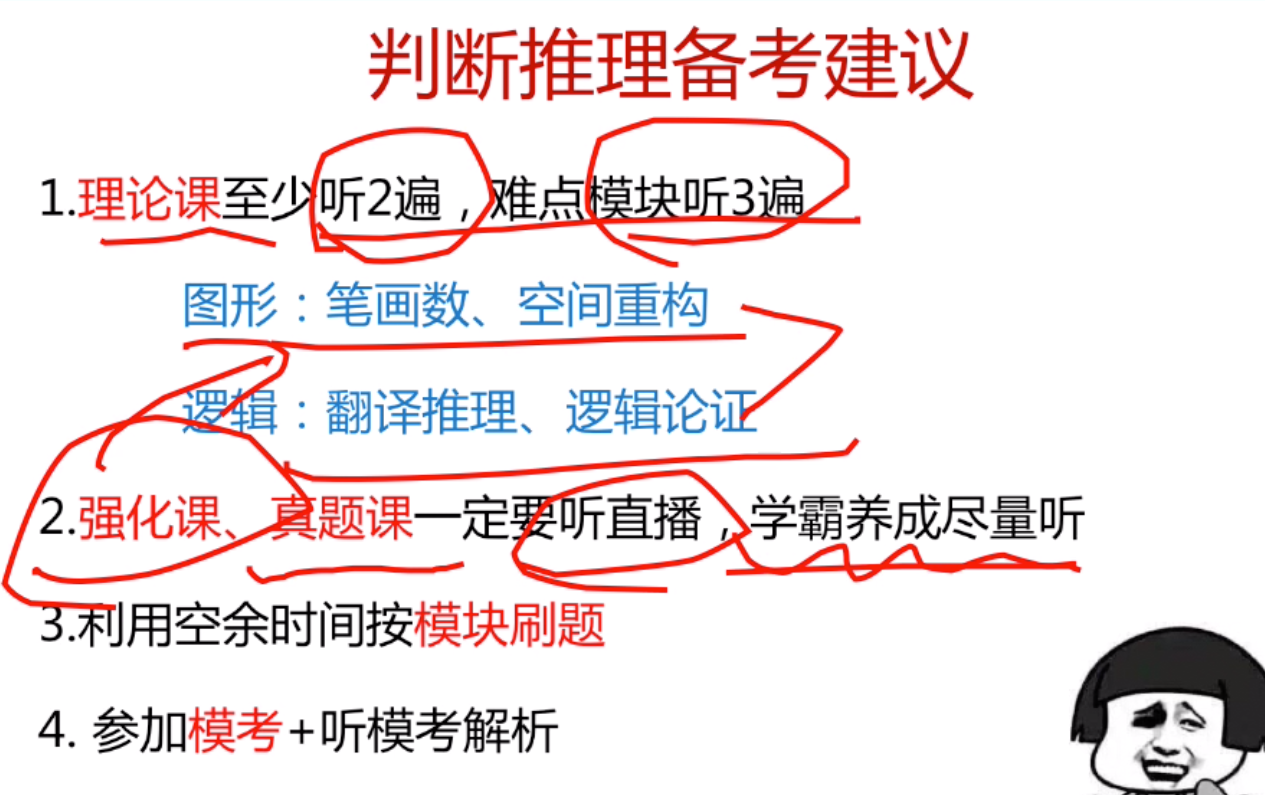 判断推理备考建议
1.理论课至少听2遍，难点模块听3遍
图形：笔画数、空间重构
逻辑：翻译推理、逻辑论证
2.强化课、真题课一定要听直播，学霸养成尽量听
3.利用空余时间按模块刷题
4. 参加模考+听模考解析